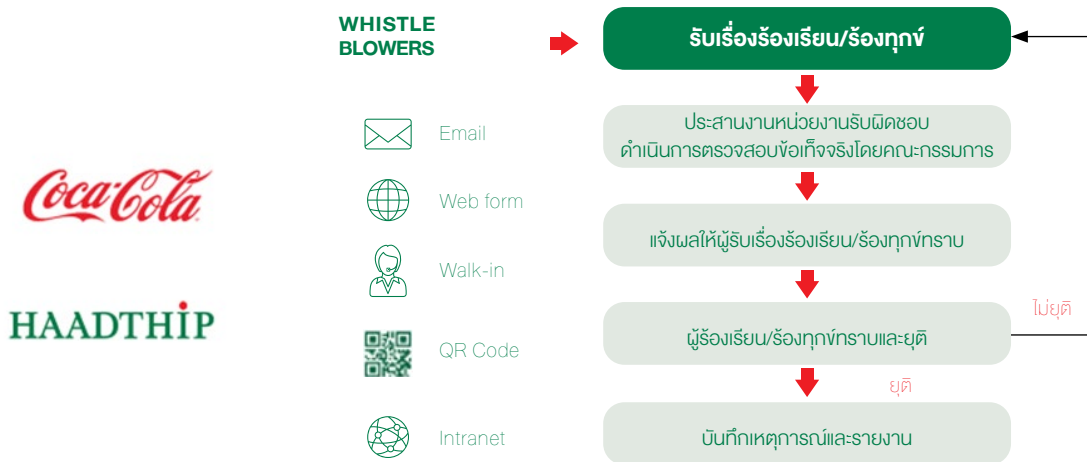 Coca-Cola
HAADTHIP
WHISTLE
BLOWERS
Email
Web form
Walk-in
QR Code
Intranet
รับเรื่องร้องเรียน/ร้องทุกข์
ประสานงานหน่วยงานรับผิดชอบ
ดำเนินการตรวจสอบข้อเท็จจริงโดยคณะกรรมการ
แจ้งผลให้ผู้รับเรื่องร้องเรียน/ร้องทุกข์ทราบ
ผู้ร้องเรียน/ร้องทุกข์ทราบและยุติ
ไม่ยุติ
ยุติ
บันทึกเหตุการณ์และรายงาน